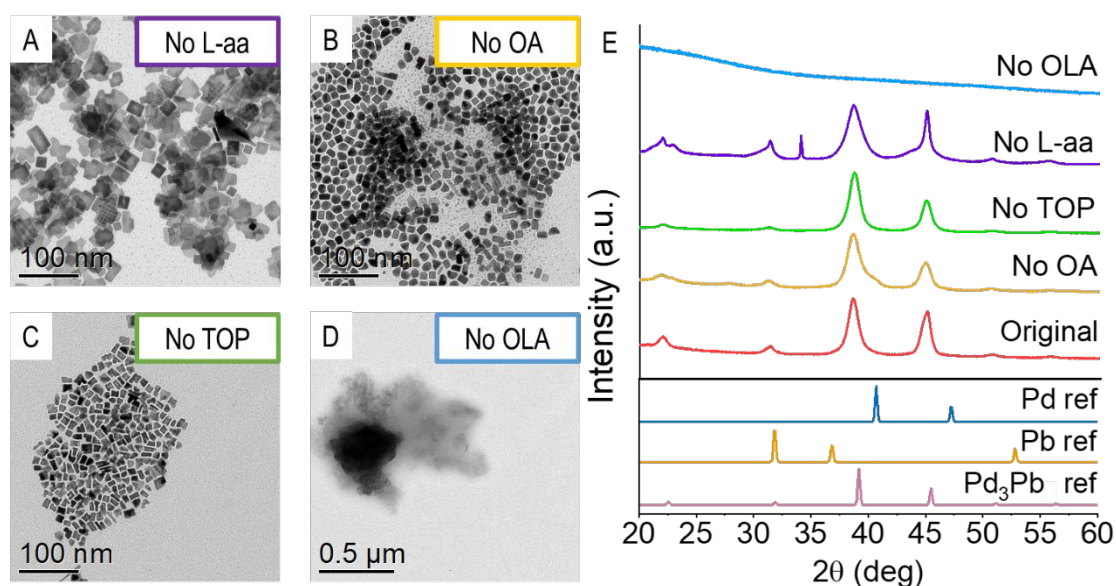 A
No L-aa
100 nm
B
No OA
100 nm
C
No TOP
100 nm
D
No OLA
0.5 µm
E
No OLA
No L-aa
No TOP
No OA
Original
Pd ref
Pb ref
Pd₃Pb ref
Intensity (a.u.)
20 25 30 35 40 45 50 55 60
2θ (deg)